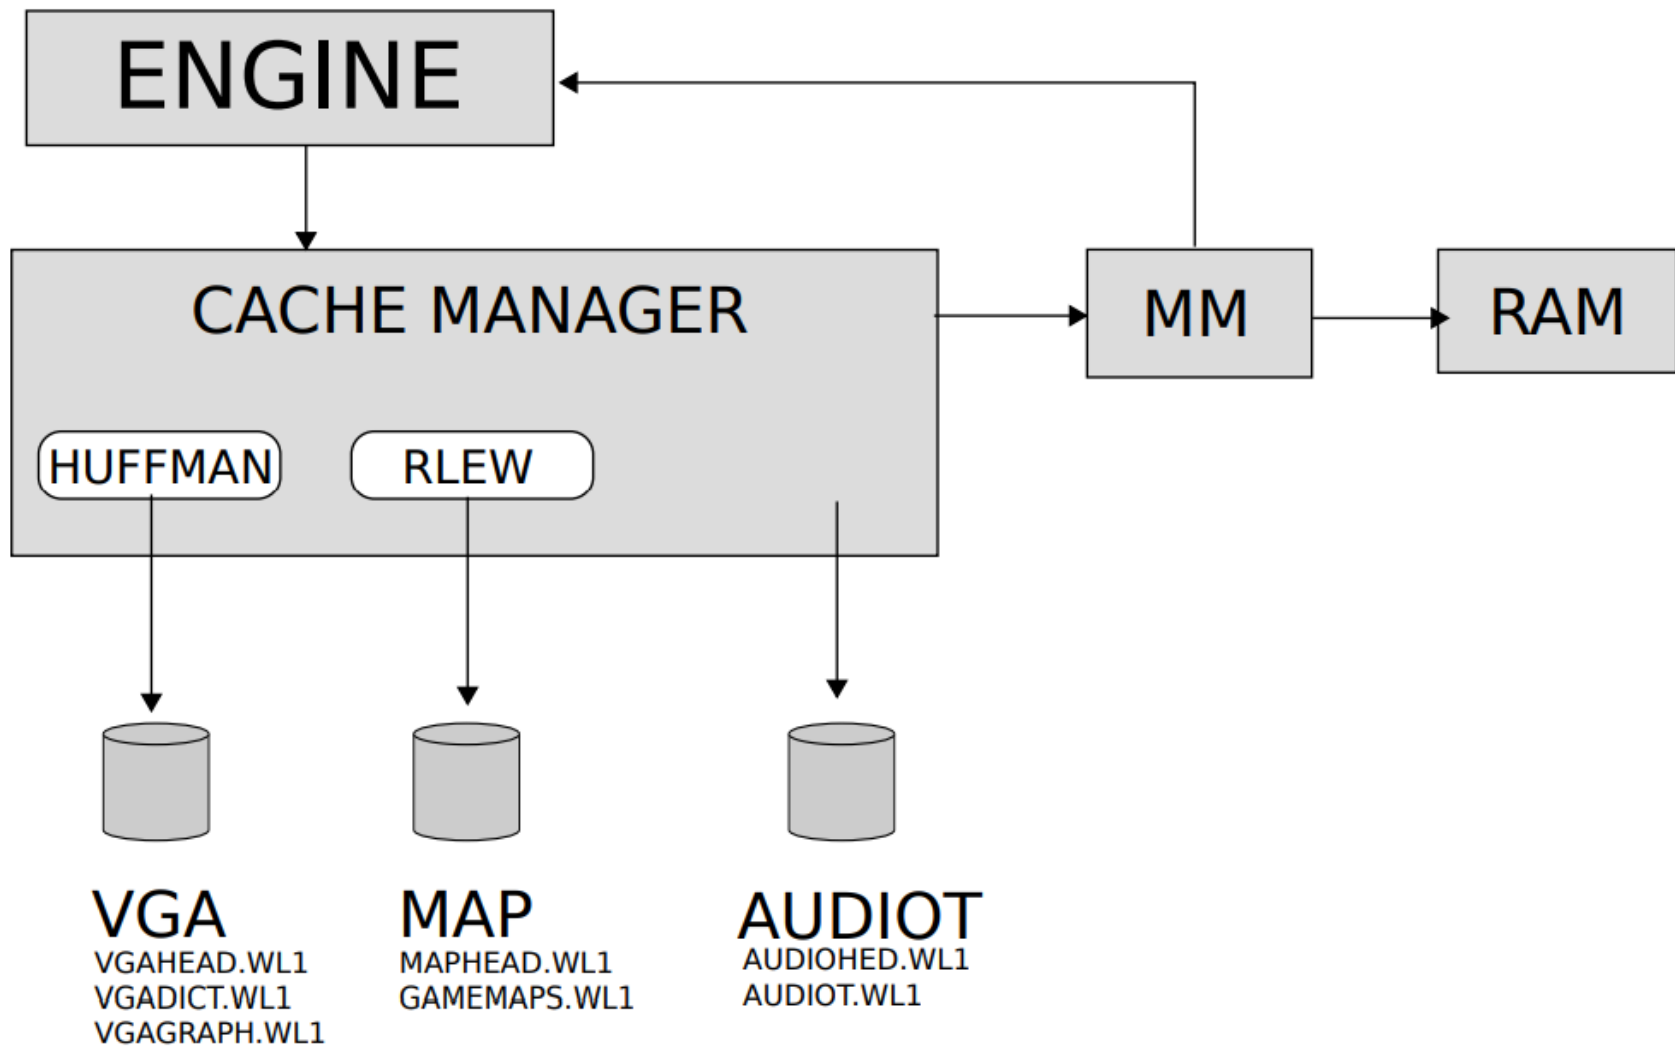 ENGINE
CACHE MANAGER
MM
RAM
HUFFMAN
RLEW
VGA
VGAHEAD.WL1
VGADICT.WL1
VGAGRAPH.WL1
MAP
MAPHEAD.WL1
GAMEMAPS.WL1
AUDIOT
AUDIOHED.WL1
AUDIOT.WL1